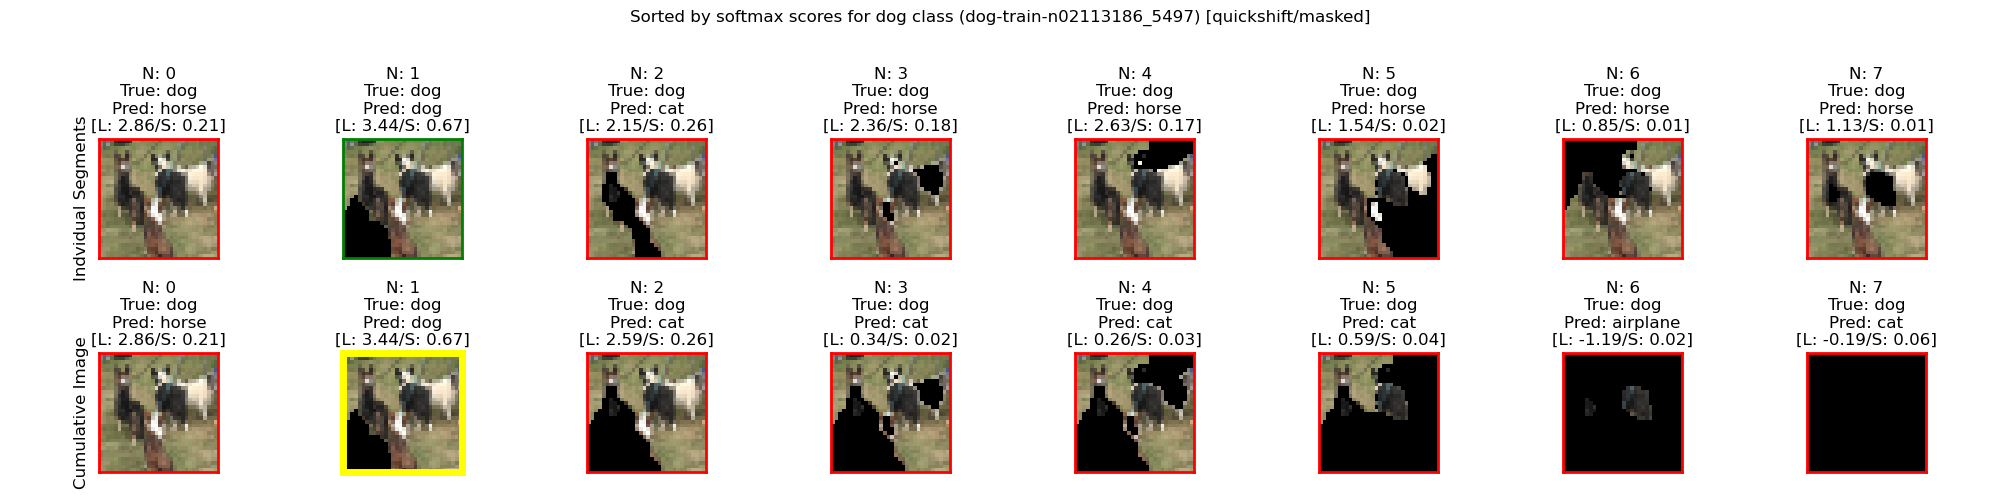 Sorted by softmax scores for dog class (dog-train-n02113186_5497) [quickshift/masked]
Indvidual Segments
N: 0
True: dog
Pred: horse
[L: 2.86/S: 0.21]
N: 1
True: dog
Pred: dog
[L: 3.44/S: 0.67]
N: 2
True: dog
Pred: cat
[L: 2.15/S: 0.26]
N: 3
True: dog
Pred: horse
[L: 2.36/S: 0.18]
N: 4
True: dog
Pred: horse
[L: 2.63/S: 0.17]
N: 5
True: dog
Pred: horse
[L: 1.54/S: 0.02]
N: 6
True: dog
Pred: horse
[L: 0.85/S: 0.01]
N: 7
True: dog
Pred: horse
[L: 1.13/S: 0.01]
Cumulative Image
N: 0
True: dog
Pred: horse
[L: 2.86/S: 0.21]
N: 1
True: dog
Pred: dog
[L: 3.44/S: 0.67]
N: 2
True: dog
Pred: cat
[L: 2.59/S: 0.26]
N: 3
True: dog
Pred: cat
[L: 0.34/S: 0.02]
N: 4
True: dog
Pred: cat
[L: 0.26/S: 0.03]
N: 5
True: dog
Pred: cat
[L: 0.59/S: 0.04]
N: 6
True: dog
Pred: airplane
[L: -1.19/S: 0.02]
N: 7
True: dog
Pred: cat
[L: -0.19/S: 0.06]